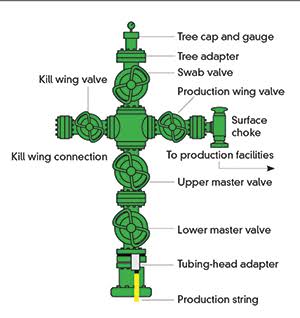 Tree cap and gauge
Tree adapter
Swab valve
Kill wing valve
Production wing valve
Surface
choke
Kill wing connection
To production facilities
Upper master valve
Lower master valve
Tubing-head adapter
Production string